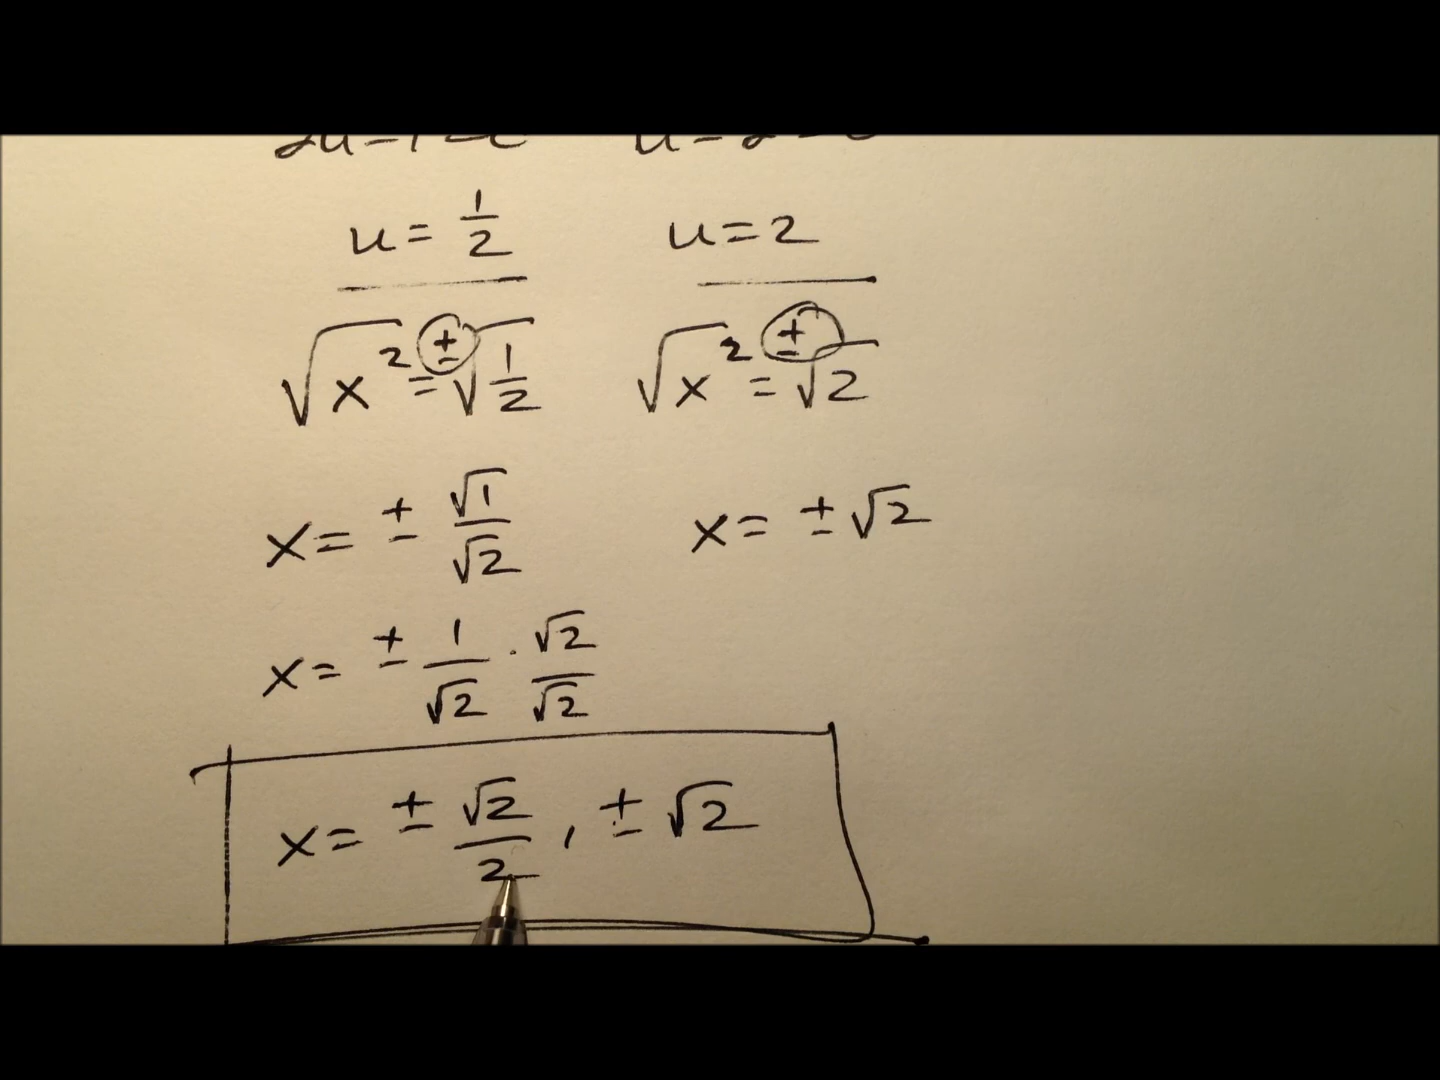 u = 1/2 u = 2
√x² = ±√1/2 √x² = ±√2
x = ± √1/√2 x = ± √2
x = ± 1/√2 · √2/√2
x = ± √2/2 , ± √2